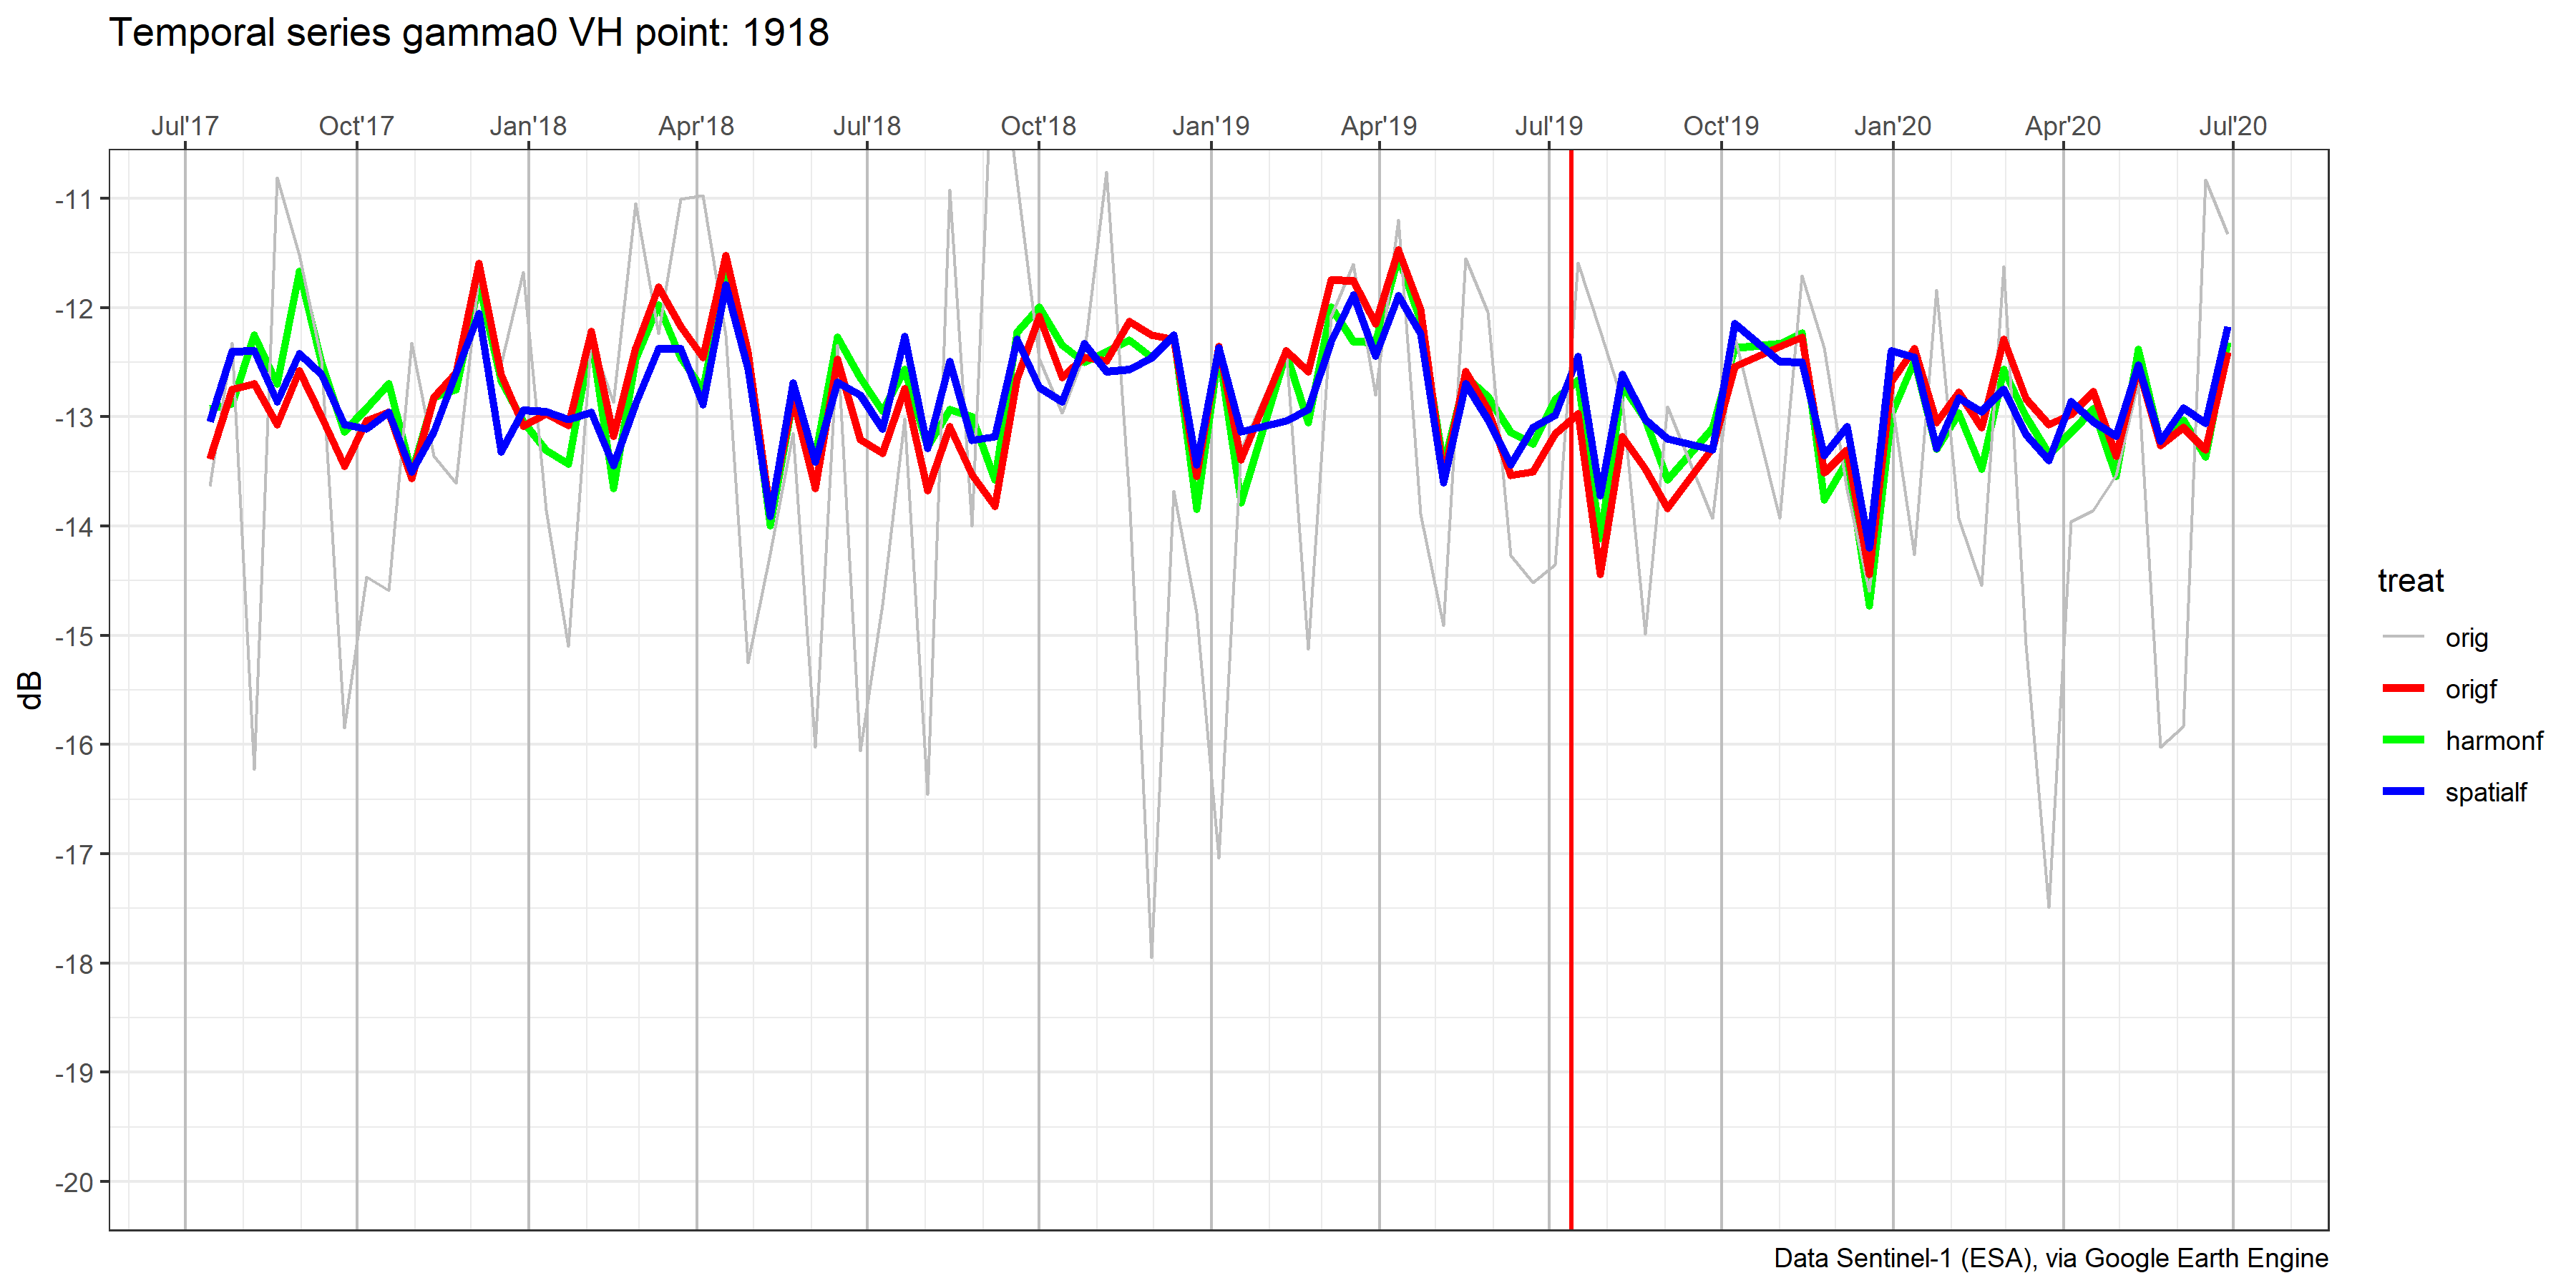 Temporal series gamma0 VH point: 1918
Jul'17 Oct'17 Jan'18 Apr'18 Jul'18 Oct'18 Jan'19 Apr'19 Jul'19 Oct'19 Jan'20 Apr'20 Jul'20
-11
-12
-13
-14
-15
-16
-17
-18
-19
-20
dB
treat
orig
origf
harmonf
spatialf
Data Sentinel-1 (ESA), via Google Earth Engine